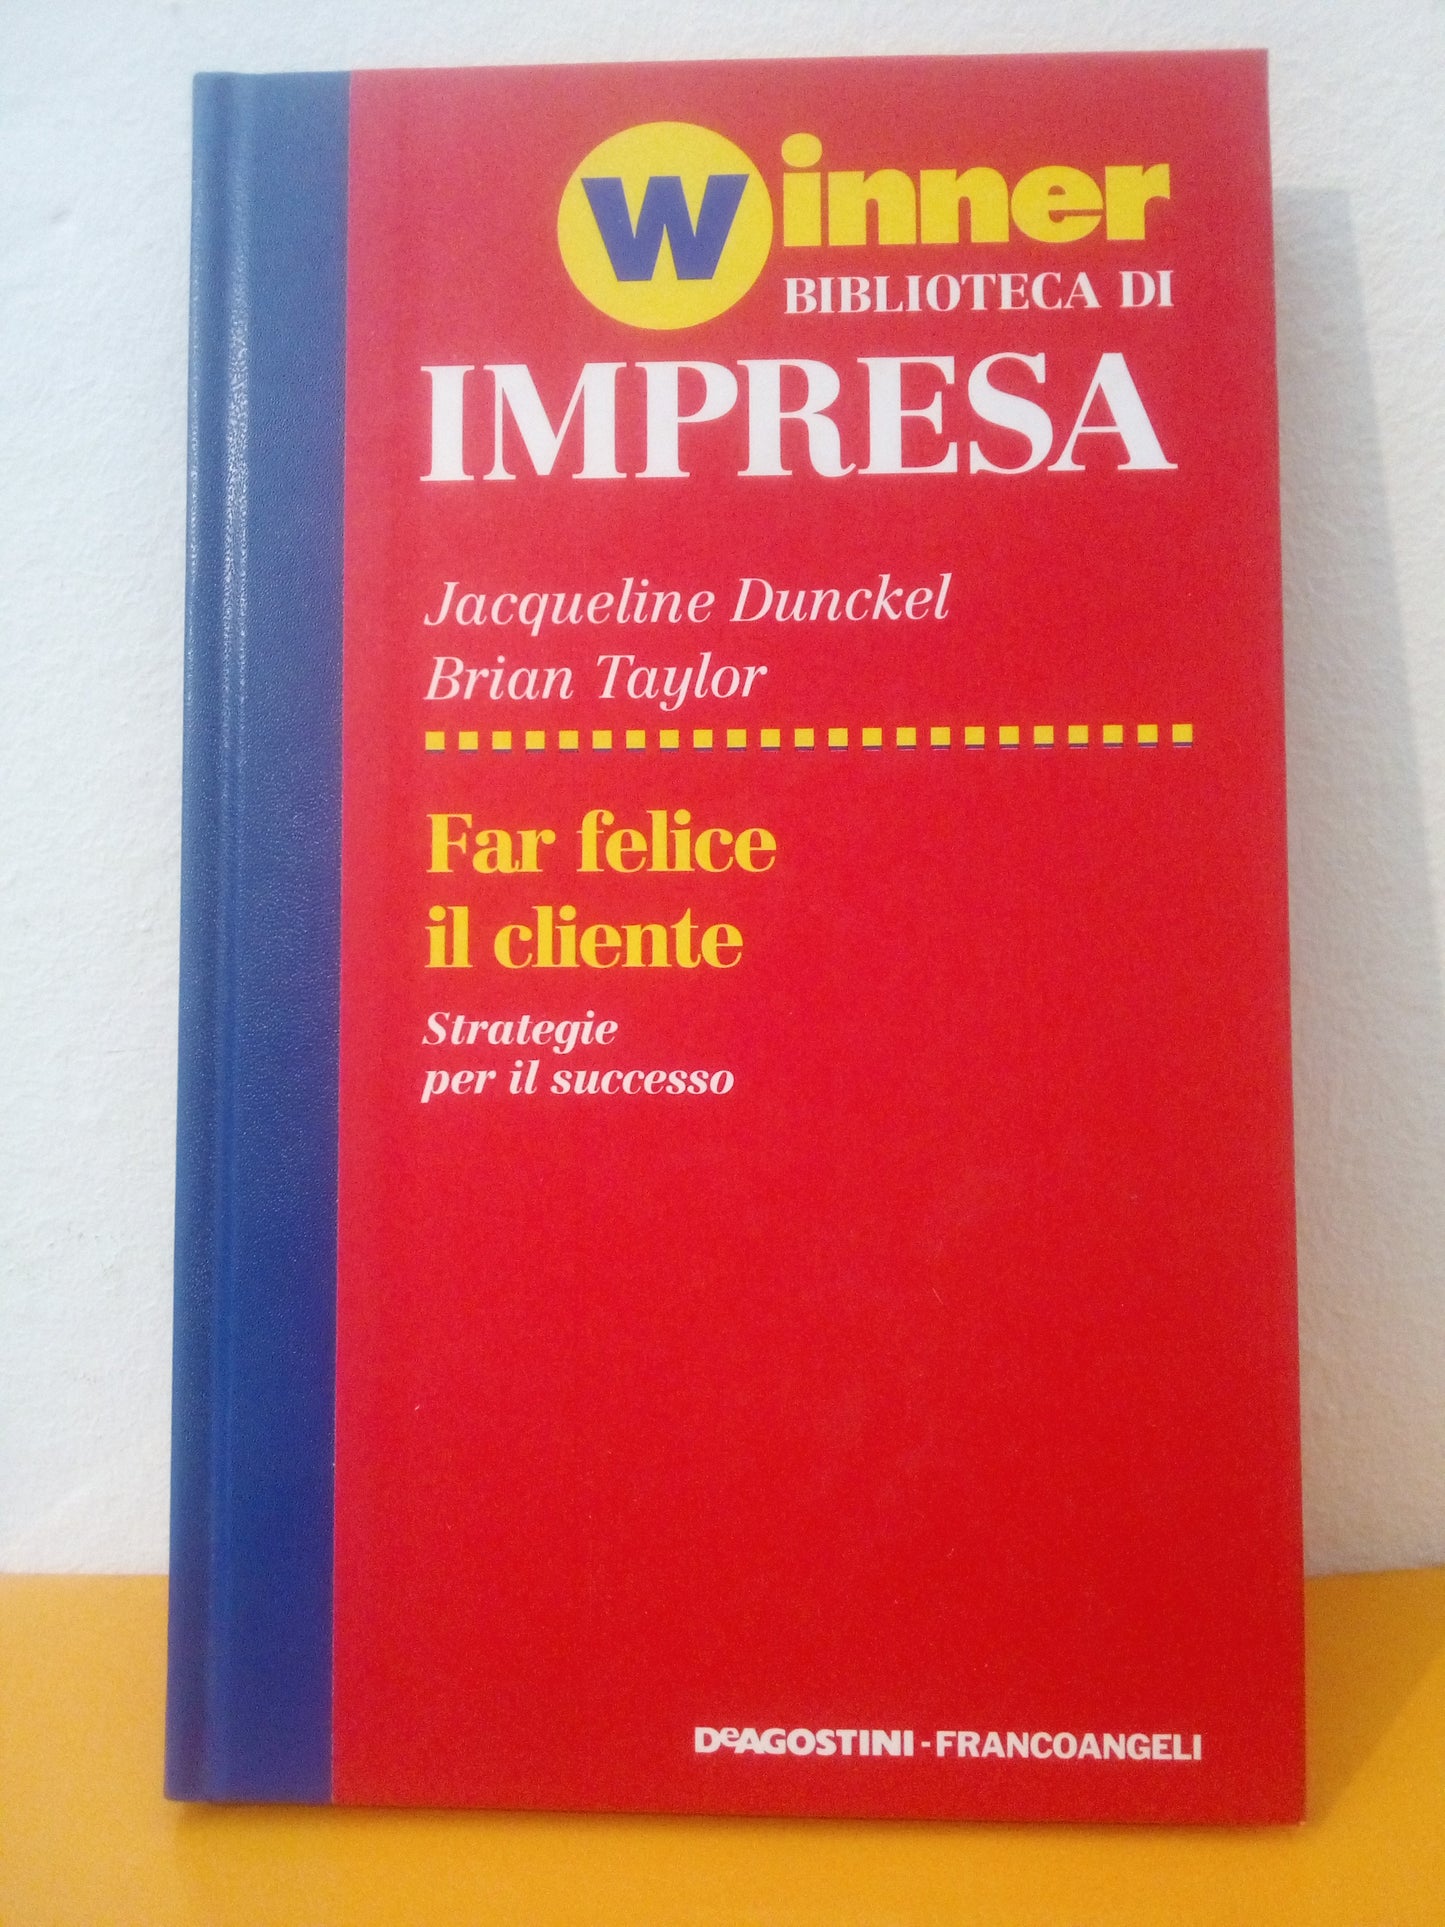 Winner
BIBLIOTECA DI
IMPRESA
Jacqueline Dunckel
Brian Taylor
Far felice
il cliente
Strategie
per il successo
DeAGOSTINI - FRANCOANGELI